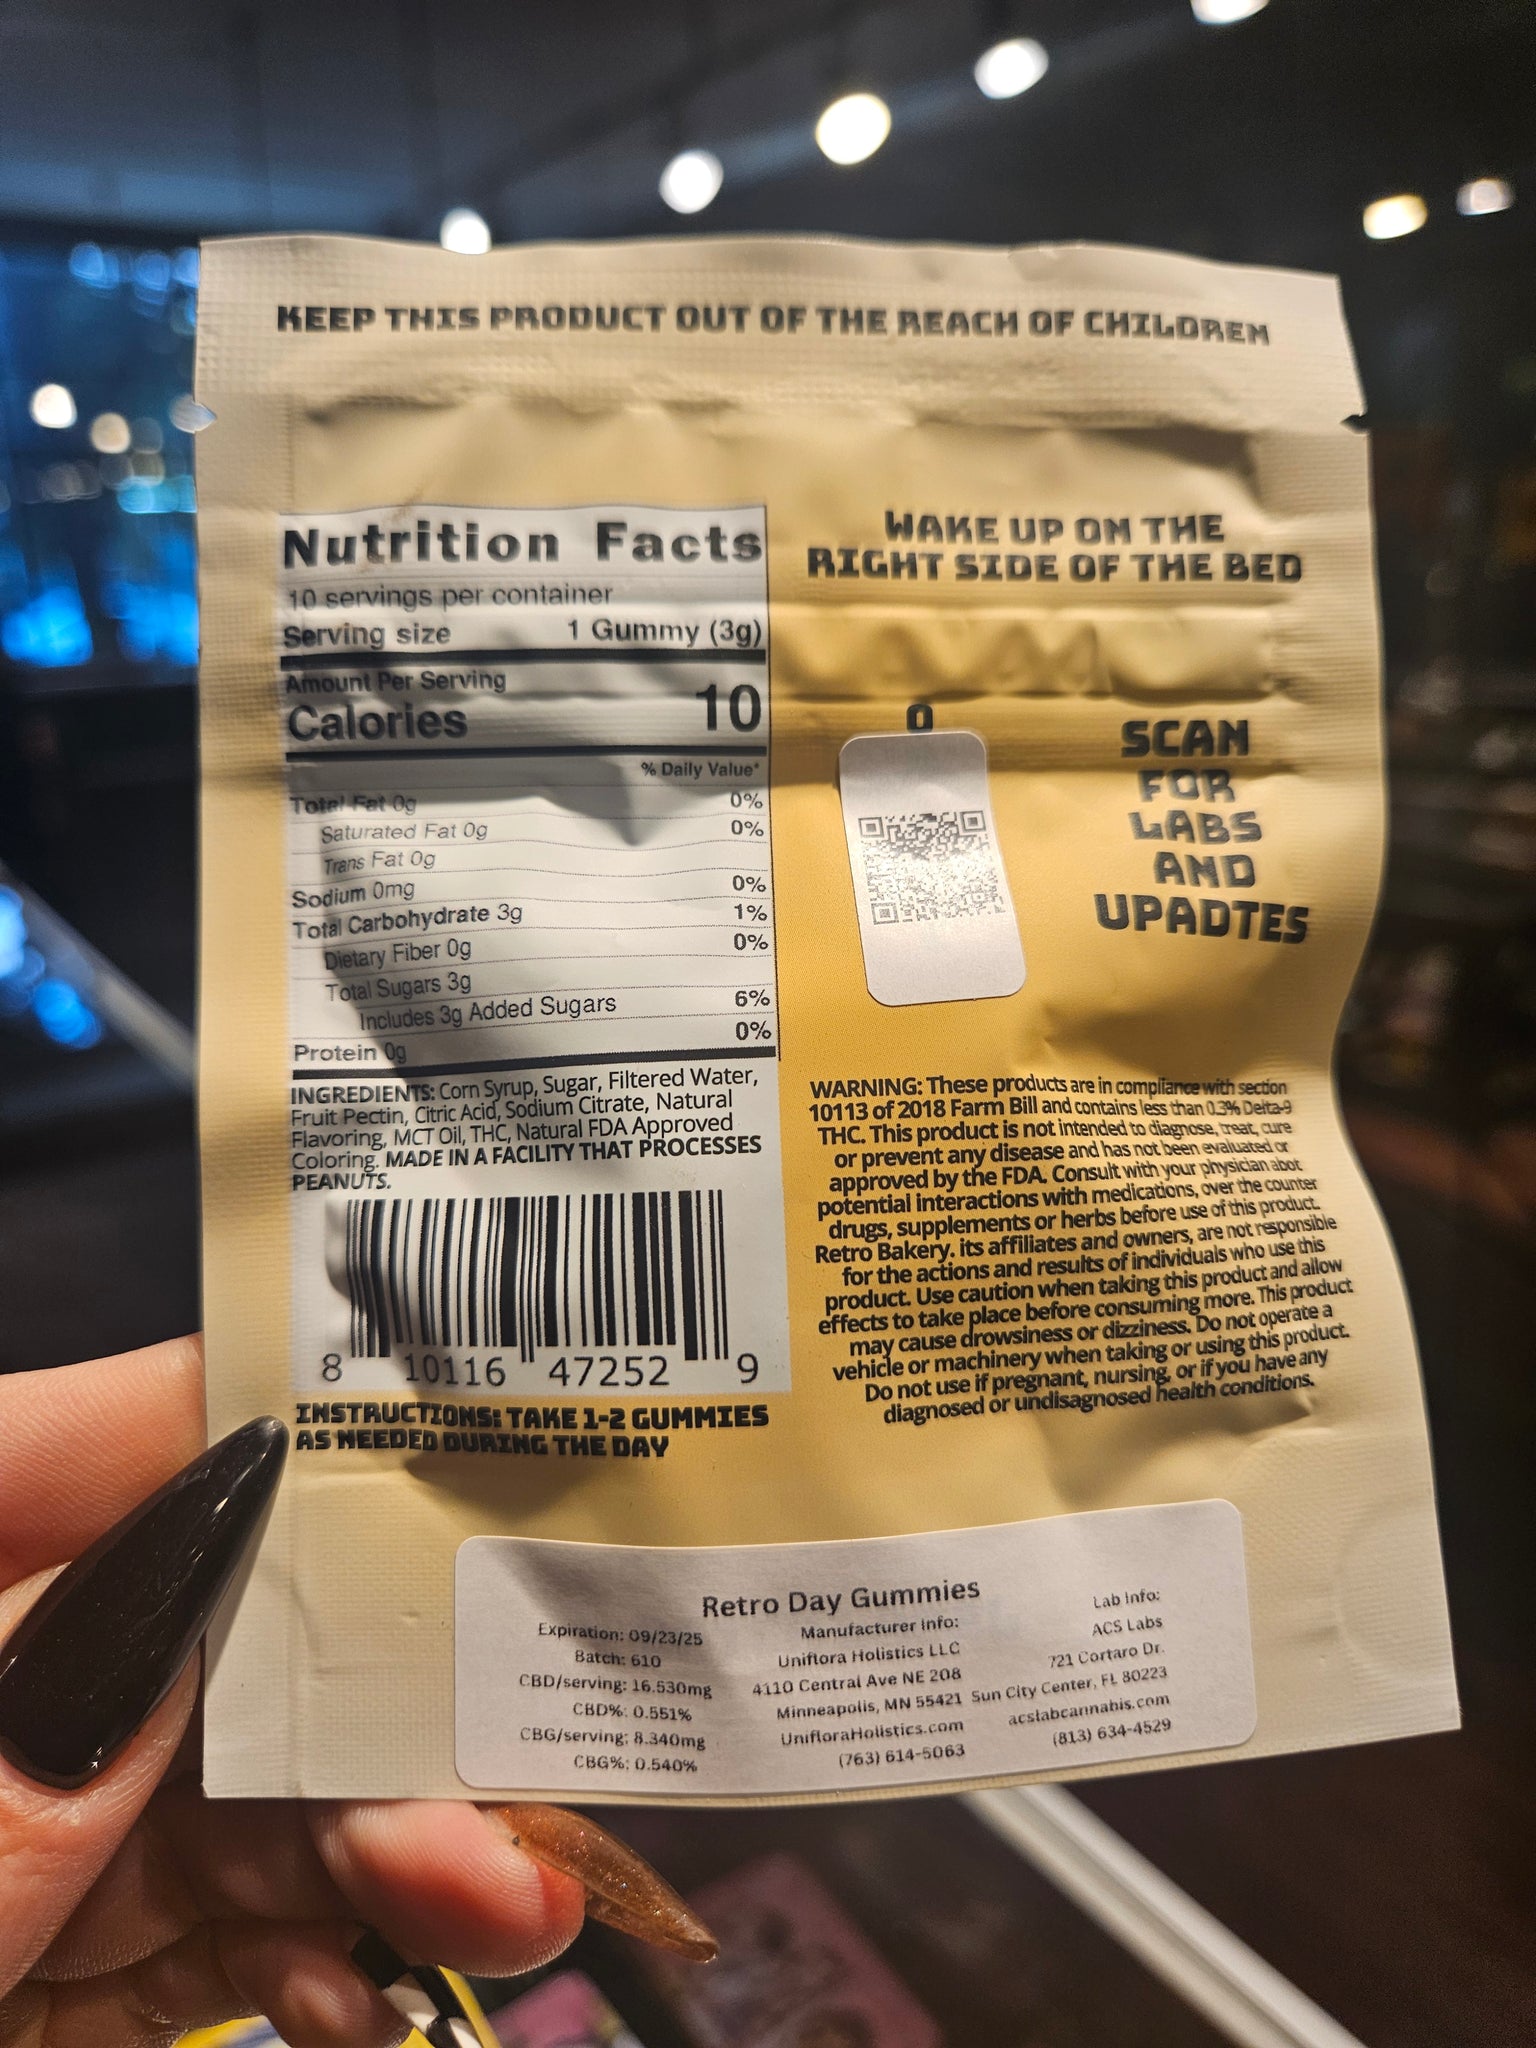 KEEP THIS PRODUCT OUT OF THE REACH OF CHILDREN
Nutrition Facts
10 servings per container
Serving size 1 Gummy (3g)
Amount Per Serving
Calories 10
% Daily Value*
Total Fat 0g 0%
Saturated Fat 0g 0%
Trans Fat 0g
Sodium 0mg 0%
Total Carbohydrate 3g 1%
Dietary Fiber 0g 0%
Total Sugars 3g
Includes 3g Added Sugars 6%
Protein 0g 0%
INGREDIENTS: Corn Syrup, Sugar, Filtered Water,
Fruit Pectin, Citric Acid, Sodium Citrate, Natural
Flavoring, MCT Oil, THC, Natural FDA Approved
Coloring. MADE IN A FACILITY THAT PROCESSES
PEANUTS.
8 10116 47252 9
INSTRUCTIONS: TAKE 1-2 GUMMIES
AS NEEDED DURING THE DAY
WAKE UP ON THE
RIGHT SIDE OF THE BED
SCAN
FOR
LABS
AND
UPADTES
WARNING: These products are in compliance with section
10113 of 2018 Farm Bill and contains less than 0.3% Delta-9
THC. This product is not intended to diagnose, treat, cure
or prevent any disease and has not been evaluated or
approved by the FDA. Consult with your physician abot
potential interactions with medications, over the counter
drugs, supplements or herbs before use of this product.
Retro Bakery. its affiliates and owners, are not responsible
for the actions and results of individuals who use this
product. Use caution when taking this product and allow
effects to take place before consuming more. This product
may cause drowsiness or dizziness. Do not operate a
vehicle or machinery when taking or using this product.
Do not use if pregnant, nursing, or if you have any
diagnosed or undisagnosed health conditions.
Retro Day Gummies
Expiration: 09/23/25
Batch: 610
CBD/serving: 16.530mg
CBD%: 0.551%
CBG/serving: 8.340mg
CBG%: 0.540%
Manufacturer Info:
Uniflora Holistics LLC
4110 Central Ave NE 208
Minneapolis, MN 55421
UnifloraHolistics.com
(763) 614-5063
Lab Info:
ACS Labs
721 Cortaro Dr.
Sun City Center, FL 80223
acslabcannabis.com
(813) 634-4529